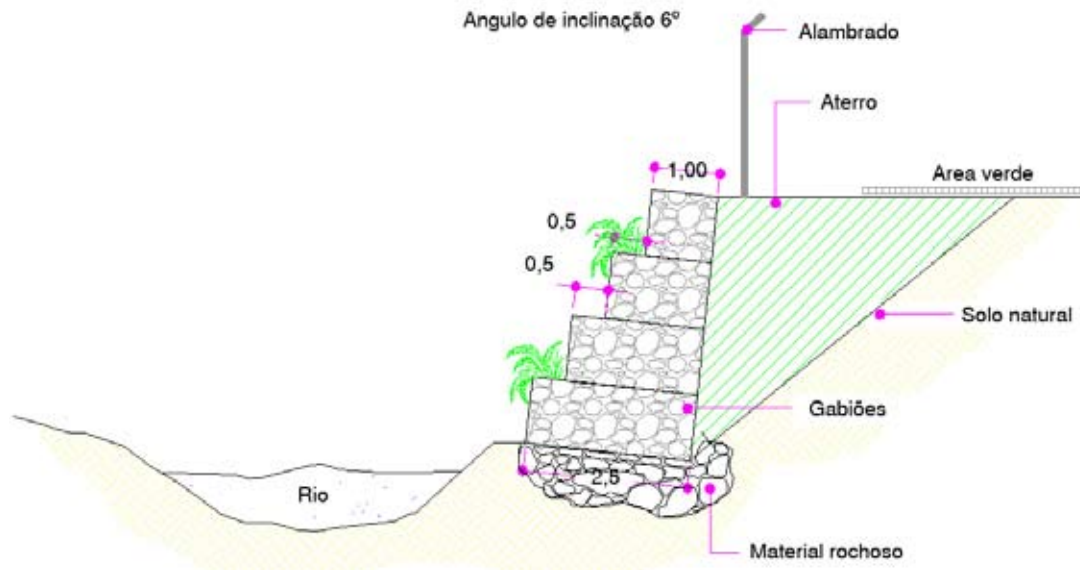 Angulo de inclinação 6º
Alambrado
Aterro
1,00
Area verde
0,5
0,5
Solo natural
Gabiões
2,5
Rio
Material rochoso